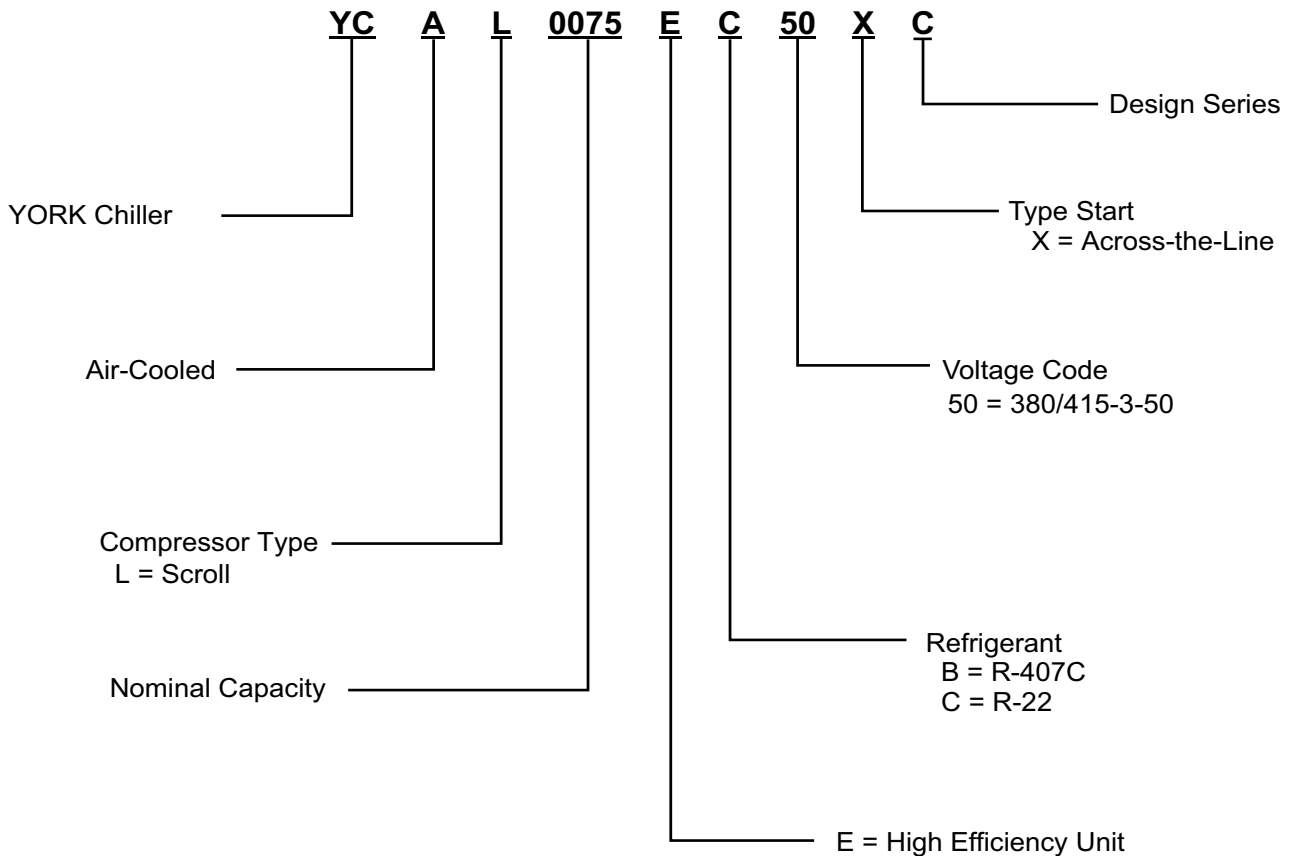 YC A L 0075 E C 50 X C
Design Series
YORK Chiller
Type Start
X = Across-the-Line
Air-Cooled
Voltage Code
50 = 380/415-3-50
Compressor Type
L = Scroll
Refrigerant
B = R-407C
C = R-22
Nominal Capacity
E = High Efficiency Unit